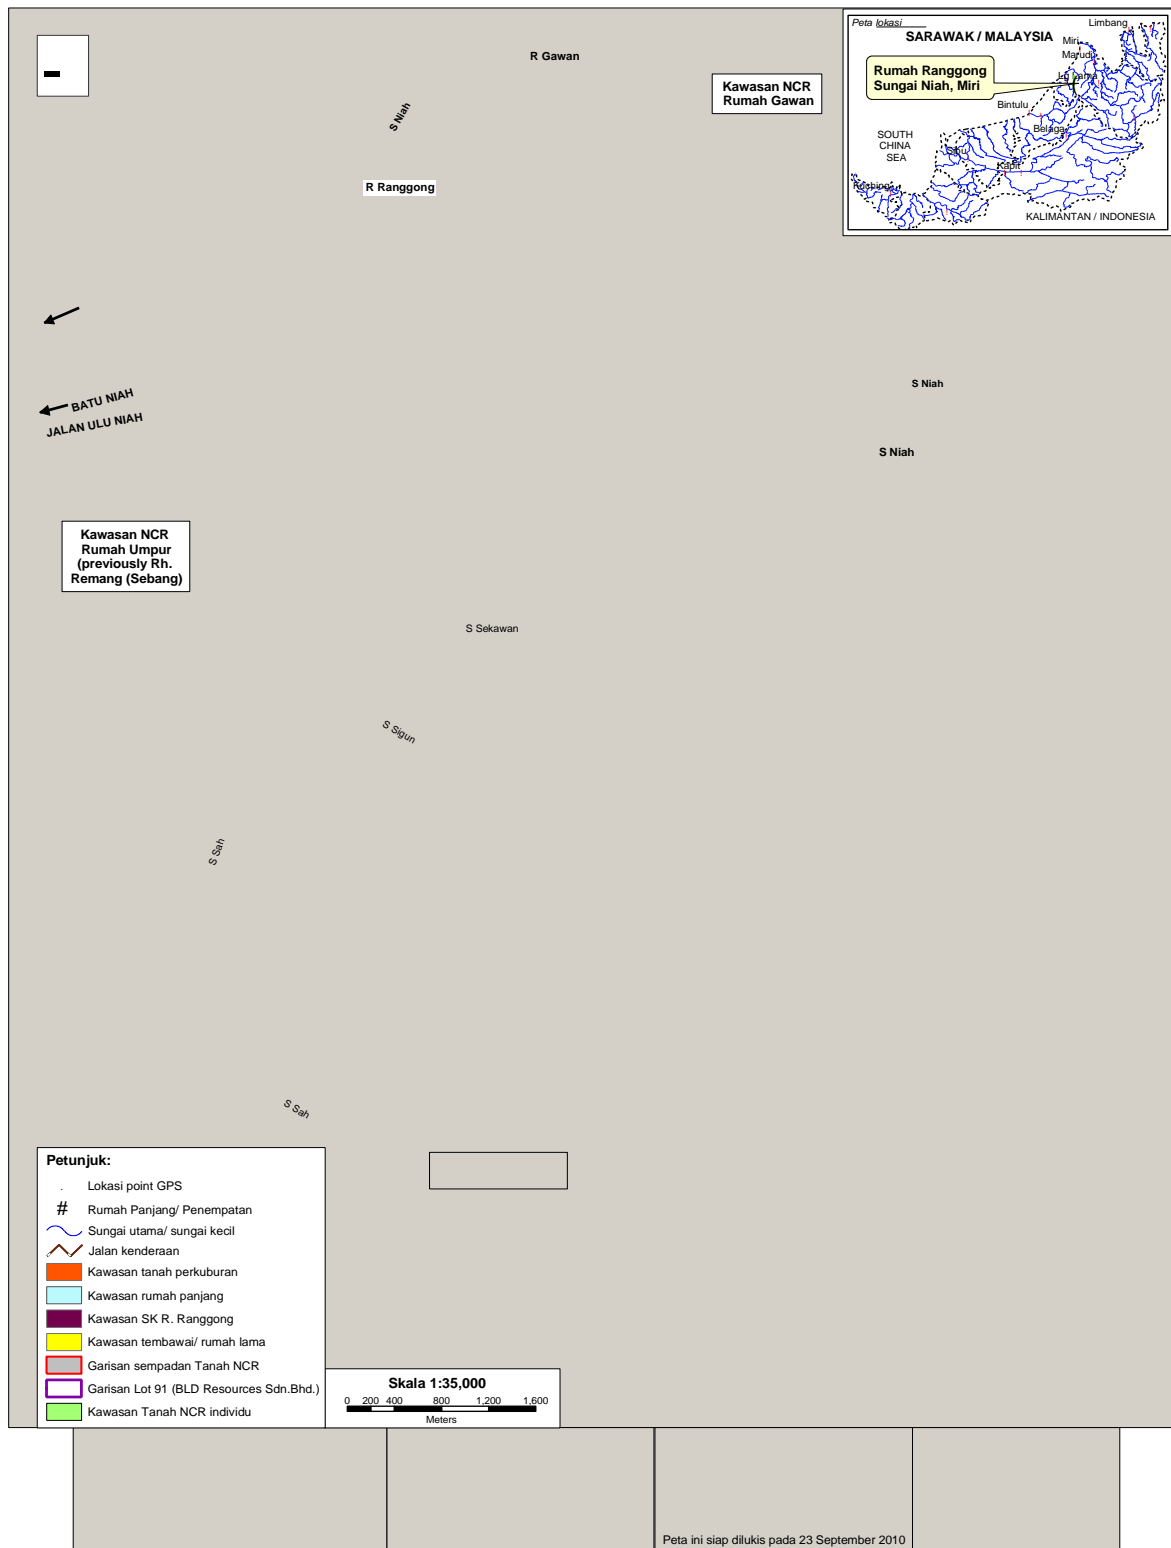 R Gawan
Kawasan NCR
Rumah Gawan
S Niah
R Ranggong
Peta lokasi
SARAWAK / MALAYSIA
Limbang
Miri
Marudi
Lg Lama
Rumah Ranggong
Sungai Niah, Miri
Bintulu
Belaga
SOUTH
CHINA
SEA
Sibu
Kapit
Kuching
KALIMANTAN / INDONESIA
BATU NIAH
JALAN ULU NIAH
S Niah
S Niah
Kawasan NCR
Rumah Umpur
(previously Rh.
Remang (Sebang)
S Sekawan
S Sigun
S Sah
S Sah
Petunjuk:
Lokasi point GPS
# Rumah Panjang/ Penempatan
Sungai utama/ sungai kecil
Jalan kenderaan
Kawasan tanah perkuburan
Kawasan rumah panjang
Kawasan SK R. Ranggong
Kawasan tembawai/ rumah lama
Garisan sempadan Tanah NCR
Garisan Lot 91 (BLD Resources Sdn.Bhd.)
Kawasan Tanah NCR individu
Skala 1:35,000
0 200 400 800 1,200 1,600
Meters
Peta ini siap dilukis pada 23 September 2010